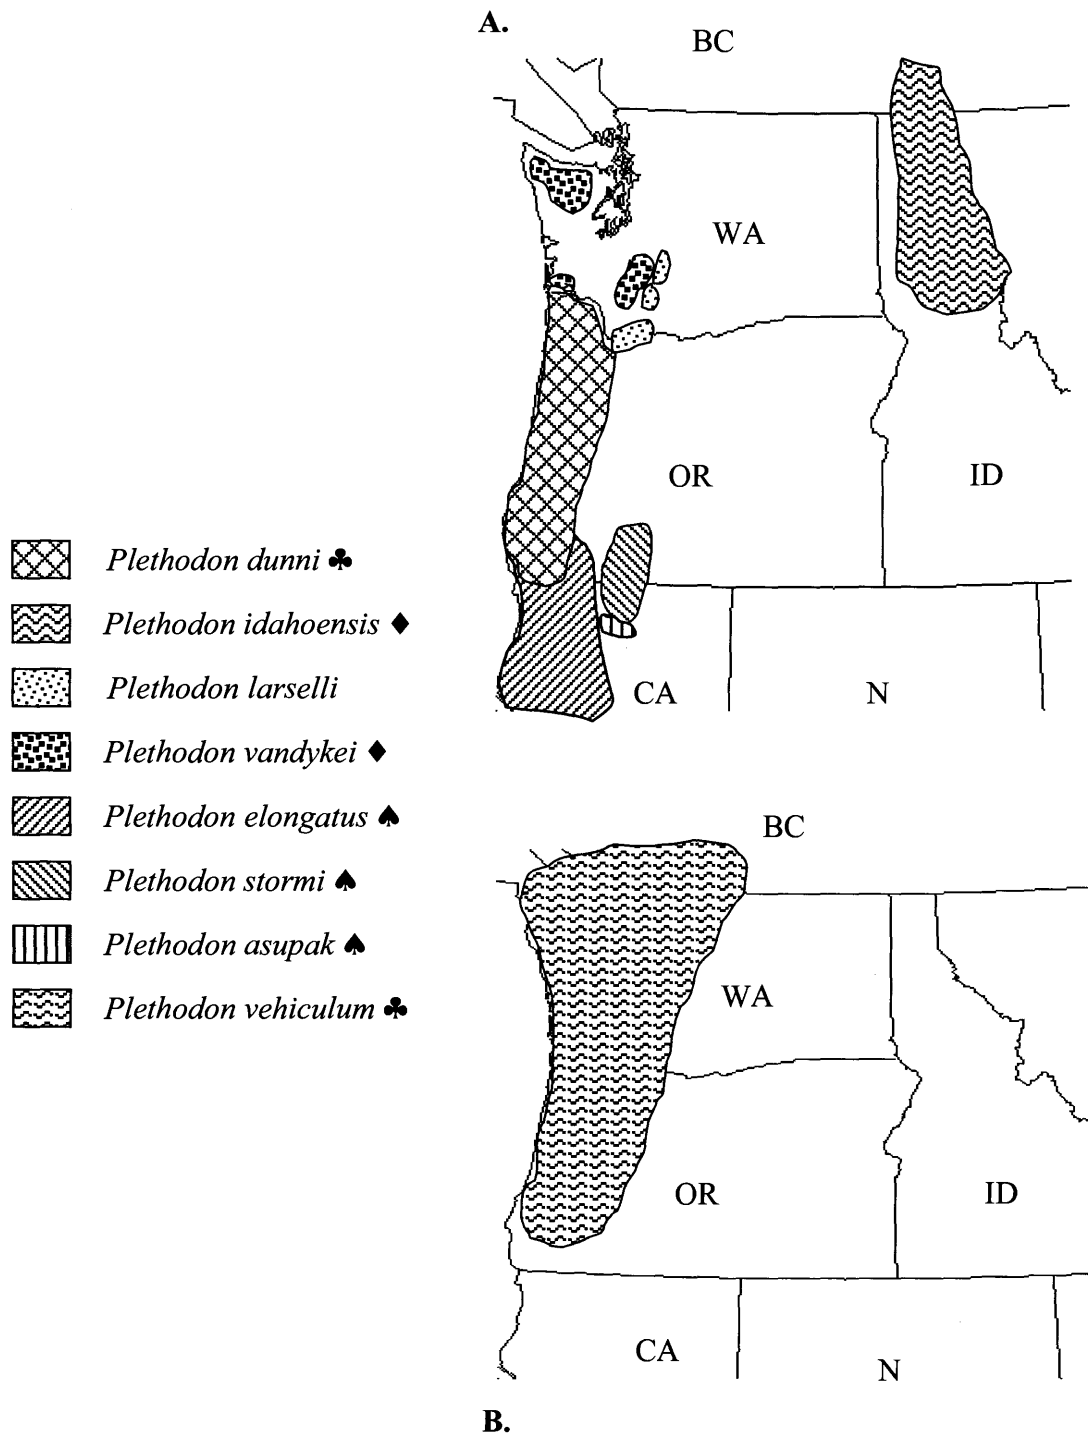 A.
BC
WA
OR
ID
CA
N
Plethodon dunni ♣
Plethodon idahoensis ♦
Plethodon larselli
Plethodon vandykei ♦
Plethodon elongatus ♠
Plethodon stormi ♠
Plethodon asupak ♠
Plethodon vehiculum ♣
BC
WA
OR
ID
CA
N
B.